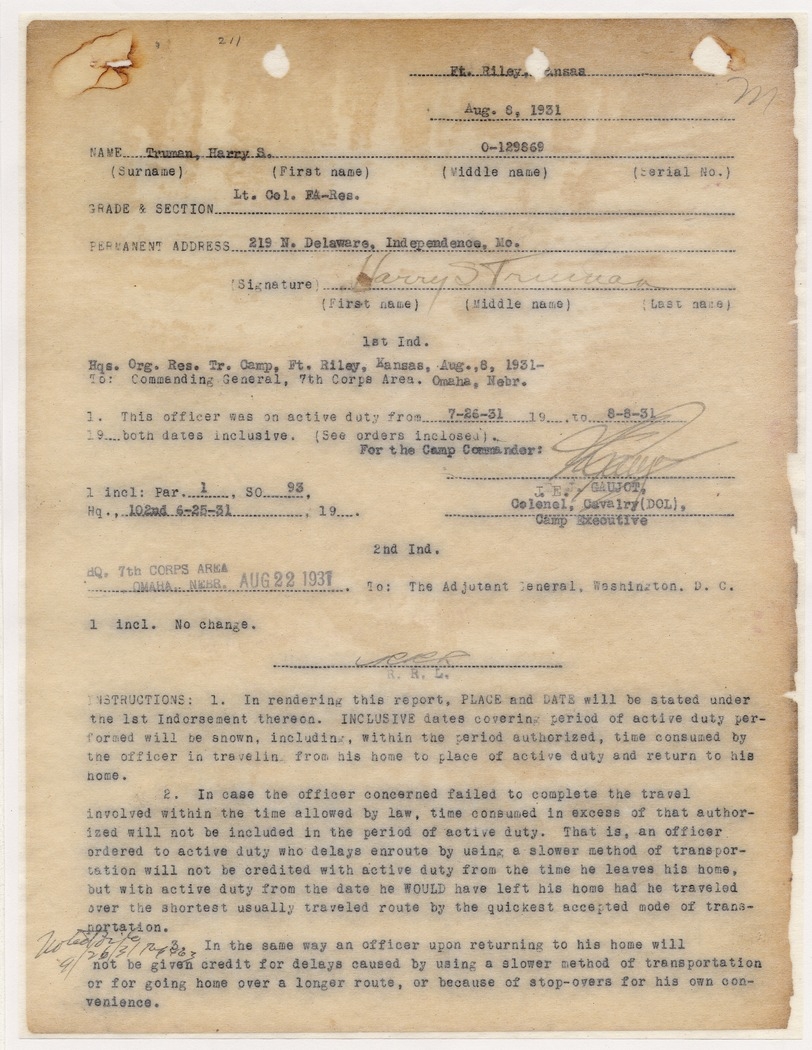 211
Ft. Riley, Kansas
M
Aug. 8, 1931
NAME Truman, Harry S. 0-129869
(Surname) (First name) (Middle name) (Serial No.)
Lt. Col. FA-Res.
GRADE & SECTION
PERMANENT ADDRESS 219 N. Delaware, Independence, Mo.
(Signature) Harry S Truman
(First name) (Middle name) (Last name)
1st Ind.
Hqs. Org. Res. Tr. Camp, Ft. Riley, Kansas, Aug.,8, 1931-
To: Commanding General, 7th Corps Area. Omaha, Nebr.
1. This officer was on active duty from 7-26-31 19 to 8-8-31
19 both dates inclusive. (See orders inclosed).
For the Camp Commander:
J. E. GAUJOT,
1 incl: Par. 1 , SO 93,
Colonel, Cavalry(DOL),
Hq., 102nd 6-25-31 , 19 .
Camp Executive
2nd Ind.
HQ. 7th CORPS AREA
OMAHA, NEBR. AUG 22 1931 . To: The Adjutant General, Washington. D. C.
1 incl. No change.
R. R. L.
INSTRUCTIONS: 1. In rendering this report, PLACE and DATE will be stated under
the 1st Indorsement thereon. INCLUSIVE dates covering period of active duty per-
formed will be shown, including, within the period authorized, time consumed by
the officer in traveling from his home to place of active duty and return to his
home.
2. In case the officer concerned failed to complete the travel
involved within the time allowed by law, time consumed in excess of that author-
ized will not be included in the period of active duty. That is, an officer
ordered to active duty who delays enroute by using a slower method of transpor-
tation will not be credited with active duty from the time he leaves his home,
but with active duty from the date he WOULD have left his home had he traveled
over the shortest usually traveled route by the quickest accepted mode of trans-
portation.
Noted
9/26/31
3. In the same way an officer upon returning to his home will
not be given credit for delays caused by using a slower method of transportation
or for going home over a longer route, or because of stop-overs for his own con-
venience.